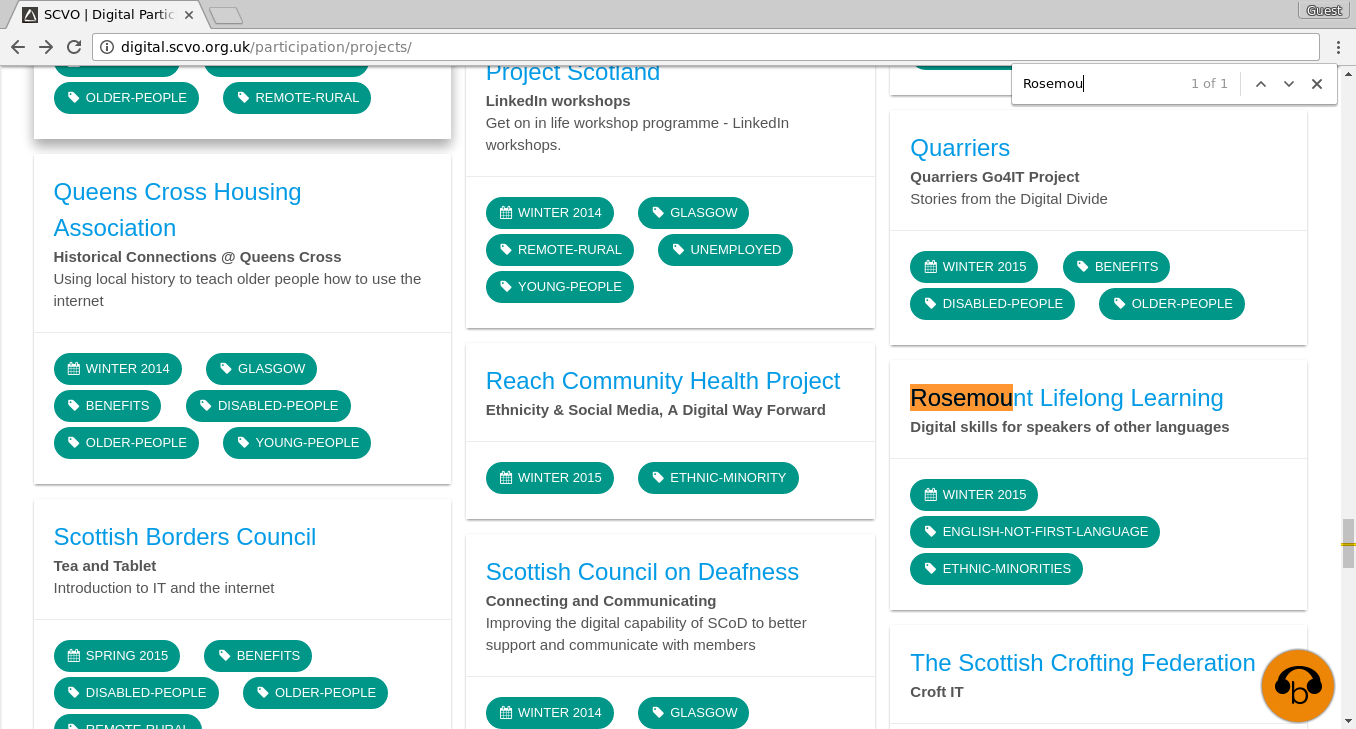 SCVO | Digital Partic
Guest
digital.scvo.org.uk/participation/projects/
Rosemou
1 of 1
OLDER-PEOPLE
REMOTE-RURAL
Queens Cross Housing
Association
Historical Connections @ Queens Cross
Using local history to teach older people how to use the
internet
WINTER 2014
GLASGOW
BENEFITS
DISABLED-PEOPLE
OLDER-PEOPLE
YOUNG-PEOPLE
Scottish Borders Council
Tea and Tablet
Introduction to IT and the internet
SPRING 2015
BENEFITS
DISABLED-PEOPLE
OLDER-PEOPLE
REMOTE-RURAL
Project Scotland
LinkedIn workshops
Get on in life workshop programme - LinkedIn
workshops.
WINTER 2014
GLASGOW
REMOTE-RURAL
UNEMPLOYED
YOUNG-PEOPLE
Reach Community Health Project
Ethnicity & Social Media, A Digital Way Forward
WINTER 2015
ETHNIC-MINORITY
Scottish Council on Deafness
Connecting and Communicating
Improving the digital capability of SCoD to better
support and communicate with members
WINTER 2014
GLASGOW
Quarriers
Quarriers Go4IT Project
Stories from the Digital Divide
WINTER 2015
BENEFITS
DISABLED-PEOPLE
OLDER-PEOPLE
Rosemount Lifelong Learning
Digital skills for speakers of other languages
WINTER 2015
ENGLISH-NOT-FIRST-LANGUAGE
ETHNIC-MINORITIES
The Scottish Crofting Federation
Croft IT
b